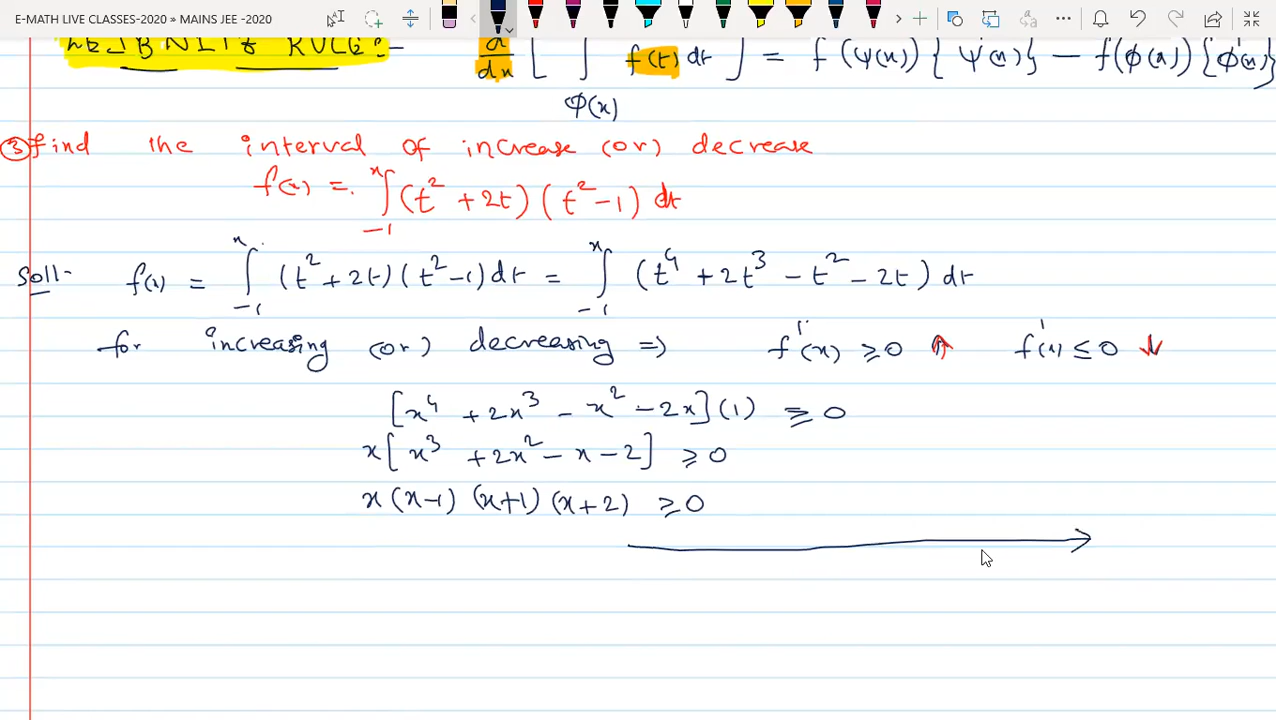 E-MATH LIVE CLASSES-2020 » MAINS JEE -2020
RULE:- d/dx [ ∫ f(t) dt ] = f(ψ(x)) {ψ'(x)} — f(φ(x)) {φ'(x)}
φ(x)
③ find the interval of increase (or) decrease
f(x) = ∫_{-1}^{x} (t² + 2t) (t² - 1) dt
Sol:- f(x) = ∫_{-1}^{x} (t² + 2t) (t² - 1) dt = ∫_{-1}^{x} (t⁴ + 2t³ - t² - 2t) dt
for increasing (or) decreasing ⇒ f'(x) ≥ 0 ↑ f'(x) ≤ 0 ↓
[x⁴ + 2x³ - x² - 2x] (1) ≥ 0
x[x³ + 2x² - x - 2] ≥ 0
x (x-1) (x+1) (x+2) ≥ 0